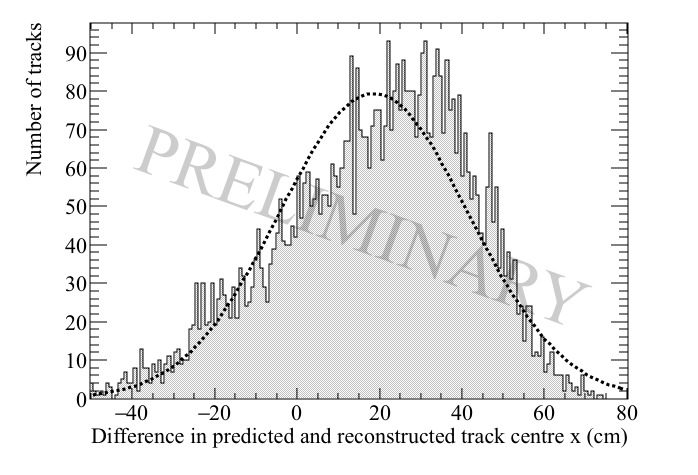 Number of tracks
90
80
70
60
50
40
30
20
10
0
PRELIMINARY
−40 −20 0 20 40 60 80
Difference in predicted and reconstructed track centre x (cm)